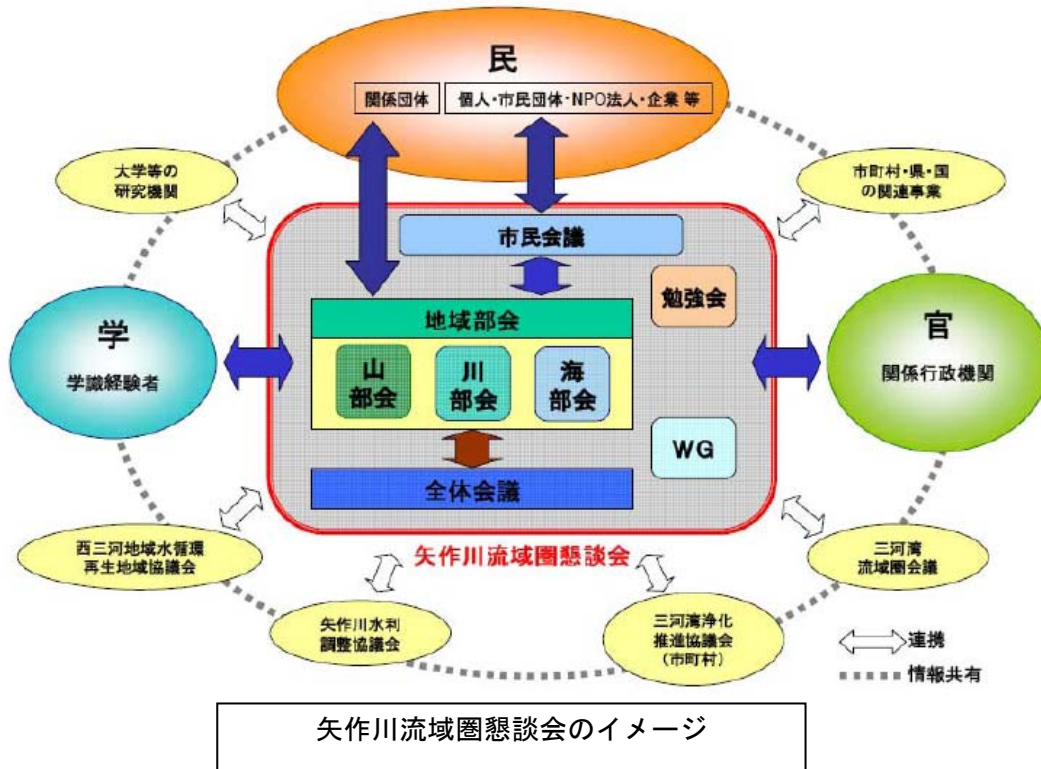 民
関係団体
個人・市民団体・NPO法人・企業 等
大学等の
研究機関
市町村・県・国
の関連事業
市民会議
勉強会
地域部会
学
学識経験者
山
部会
川
部会
海
部会
官
関係行政機関
WG
全体会議
矢作川流域圏懇談会
西三河地域水循環
再生地域協議会
三河湾
流域圏会議
矢作川水利
調整協議会
三河湾浄化
推進協議会
（市町村）
連携
情報共有
矢作川流域圏懇談会のイメージ